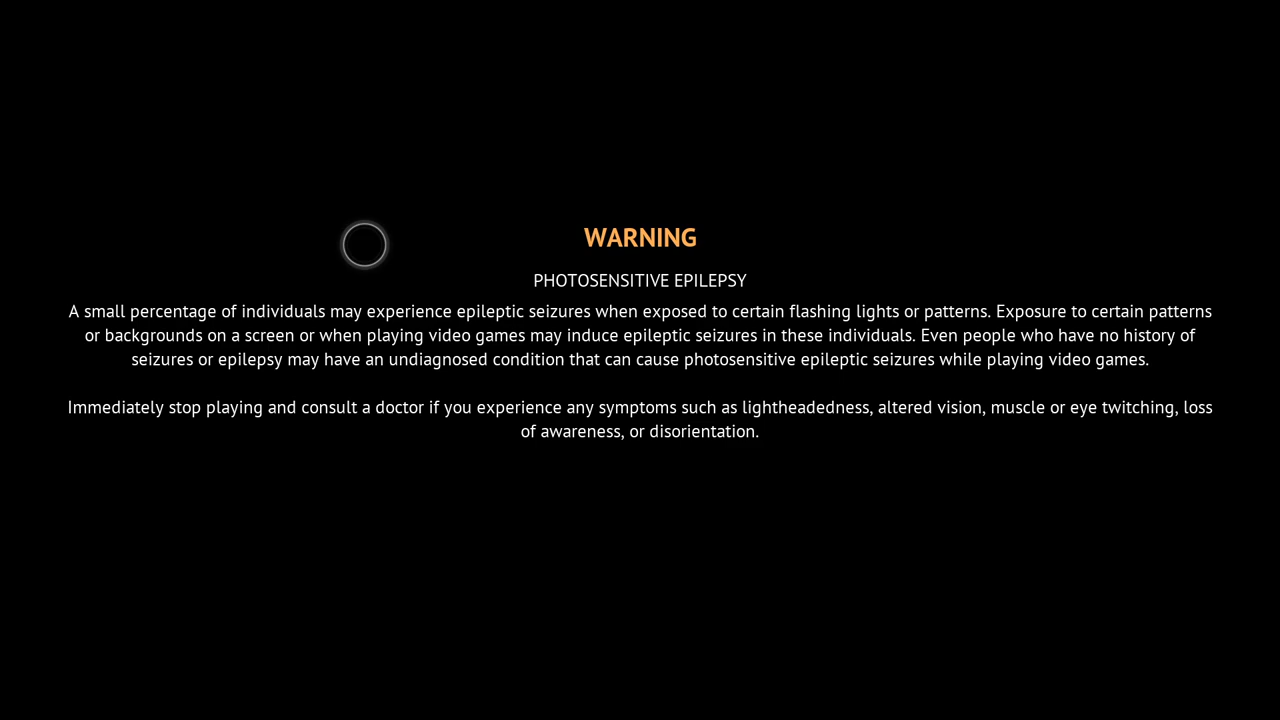 WARNING
PHOTOSENSITIVE EPILEPSY
A small percentage of individuals may experience epileptic seizures when exposed to certain flashing lights or patterns. Exposure to certain patterns
or backgrounds on a screen or when playing video games may induce epileptic seizures in these individuals. Even people who have no history of
seizures or epilepsy may have an undiagnosed condition that can cause photosensitive epileptic seizures while playing video games.
Immediately stop playing and consult a doctor if you experience any symptoms such as lightheadedness, altered vision, muscle or eye twitching, loss
of awareness, or disorientation.